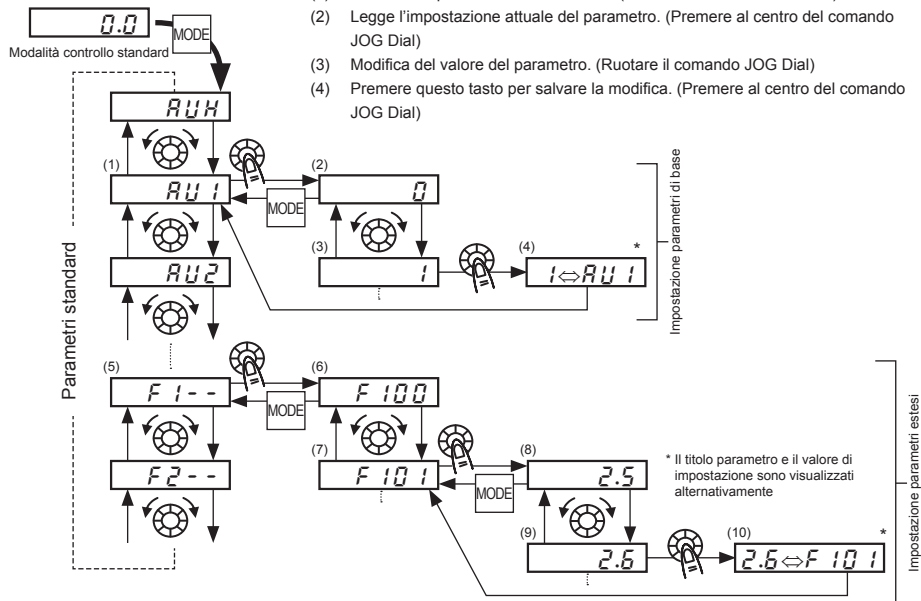 (2) Legge l'impostazione attuale del parametro. (Premere al centro del comando
JOG Dial)
(3) Modifica del valore del parametro. (Ruotare il comando JOG Dial)
(4) Premere questo tasto per salvare la modifica. (Premere al centro del comando
JOG Dial)
0.0
MODE
Modalità controllo standard
AUH
(1)
AU1
(2)
0
MODE
AU2
(3)
1
(4)
*
1⇔AU1
Impostazione parametri di base
Parametri standard
(5)
F1--
(6)
F100
MODE
F2--
(7)
F101
(8)
2.5
MODE
* Il titolo parametro e il valore di
impostazione sono visualizzati
alternativamente
(9)
2.6
(10)
*
2.6⇔F101
Impostazione parametri estesi